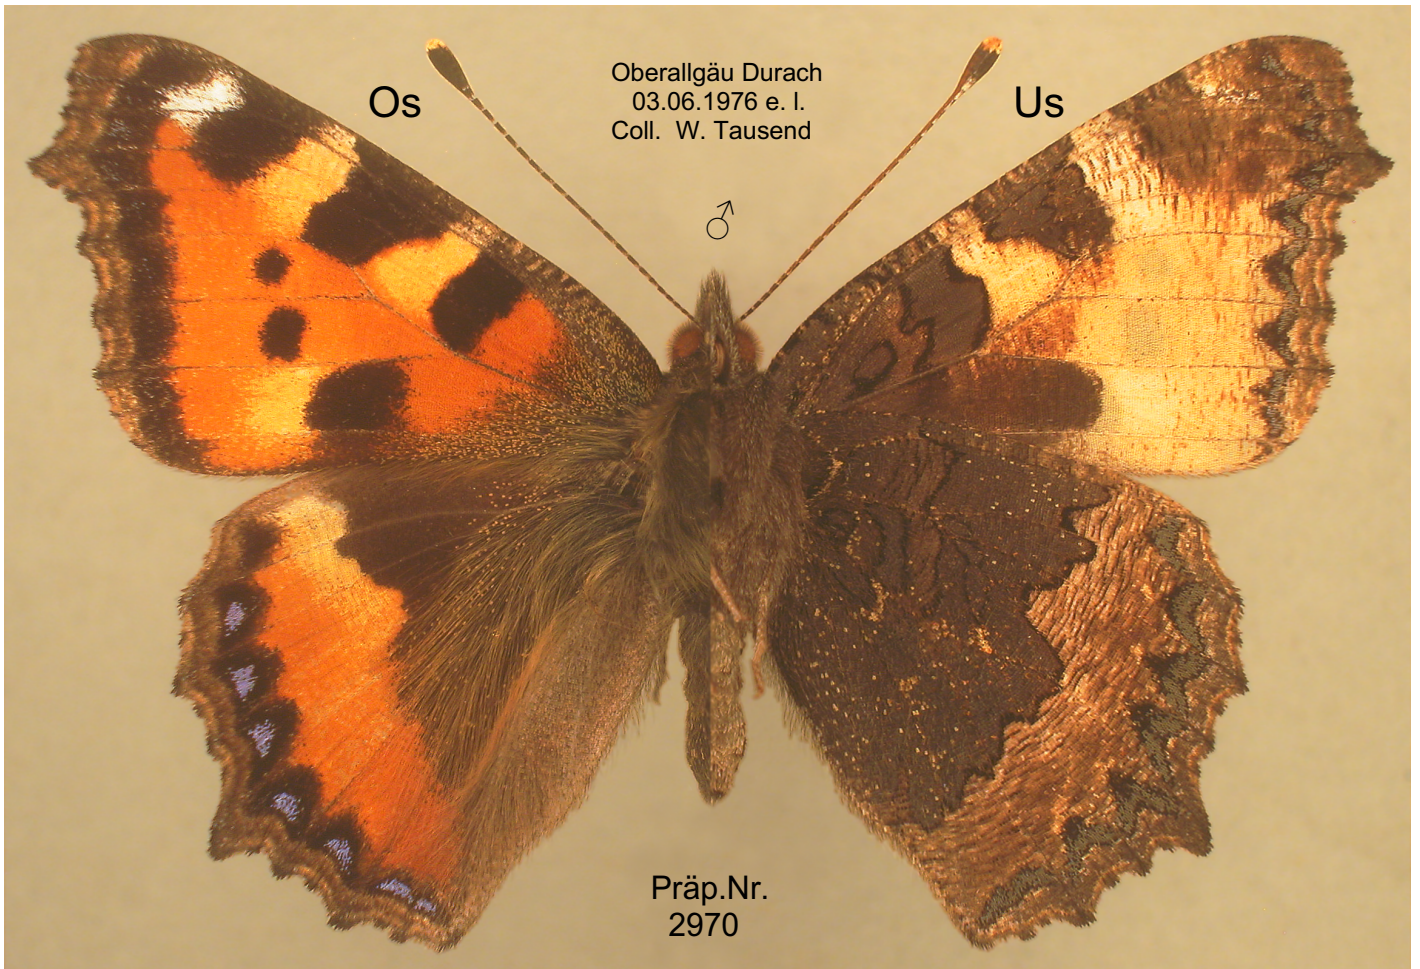 Os
Oberallgäu Durach
03.06.1976 e. l.
Coll. W. Tausend
Us
♂
Präp.Nr.
2970